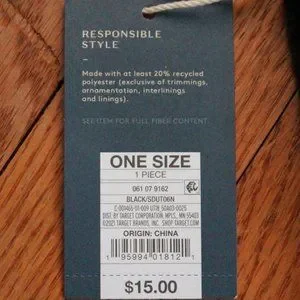 RESPONSIBLE
STYLE
–
Made with at least 20% recycled
polyester (exclusive of trimmings,
ornamentation, interlinings
and linings).
SEE ITEM FOR FULL FIBER CONTENT.
ONE SIZE
1 PIECE
061 07 9162
BLACK/SDUT06N
DIST. BY TARGET CORPORATION, MPLS., MN 55403
©2021 TARGET BRANDS, INC. SHOP TARGET.COM
ORIGIN: CHINA
1 95994 01812 1
$15.00